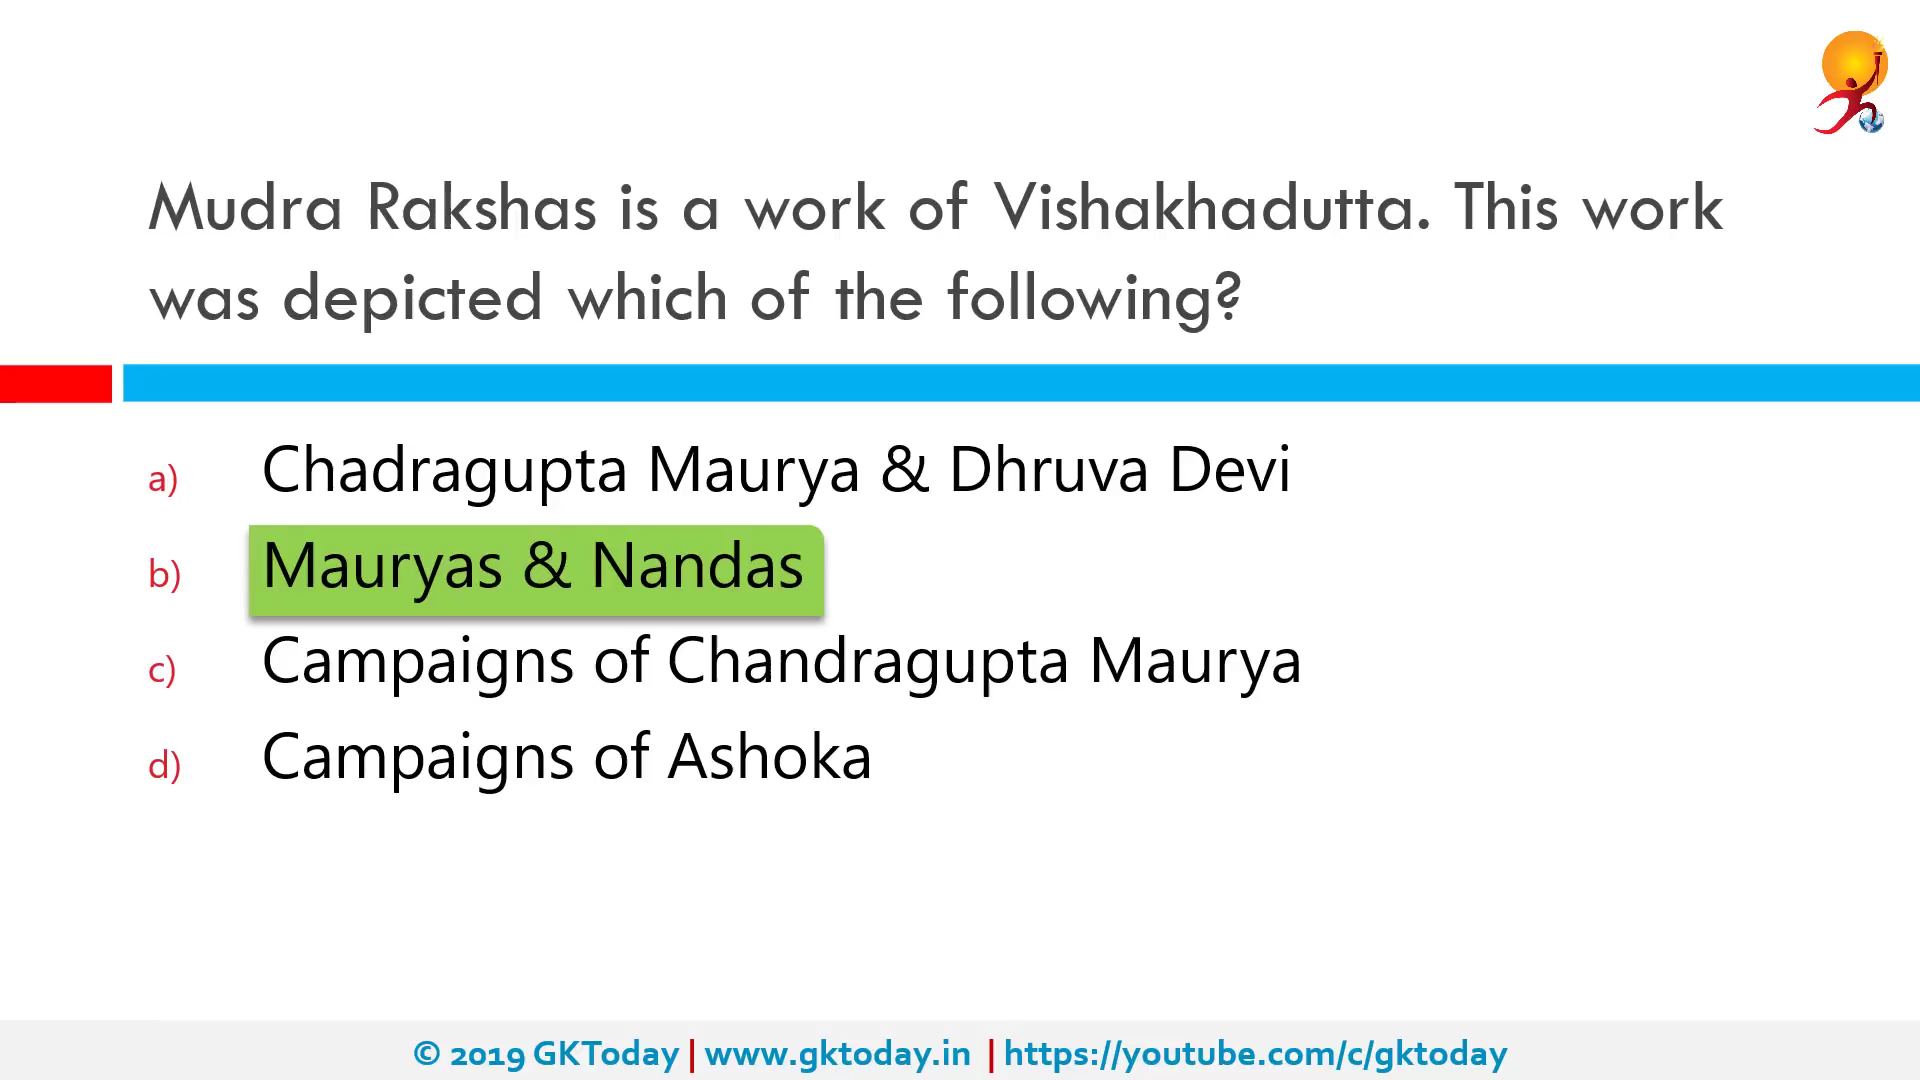 Mudra Rakshas is a work of Vishakhadutta. This work
was depicted which of the following?
a) Chadragupta Maurya & Dhruva Devi
b) Mauryas & Nandas
c) Campaigns of Chandragupta Maurya
d) Campaigns of Ashoka
© 2019 GKToday | www.gktoday.in | https://youtube.com/c/gktoday